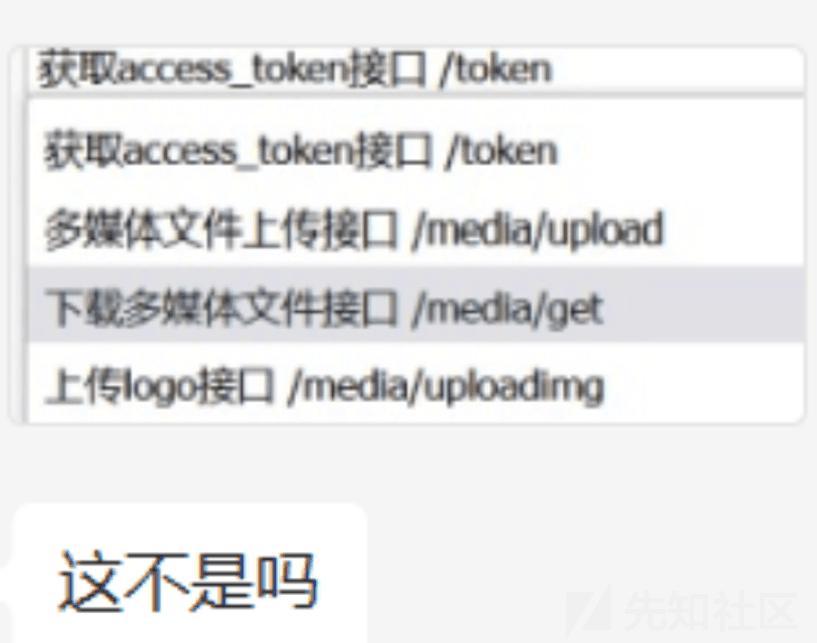 获取access_token接口 /token
获取access_token接口 /token
多媒体文件上传接口 /media/upload
下载多媒体文件接口 /media/get
上传logo接口 /media/uploadimg
这不是吗
先知社区